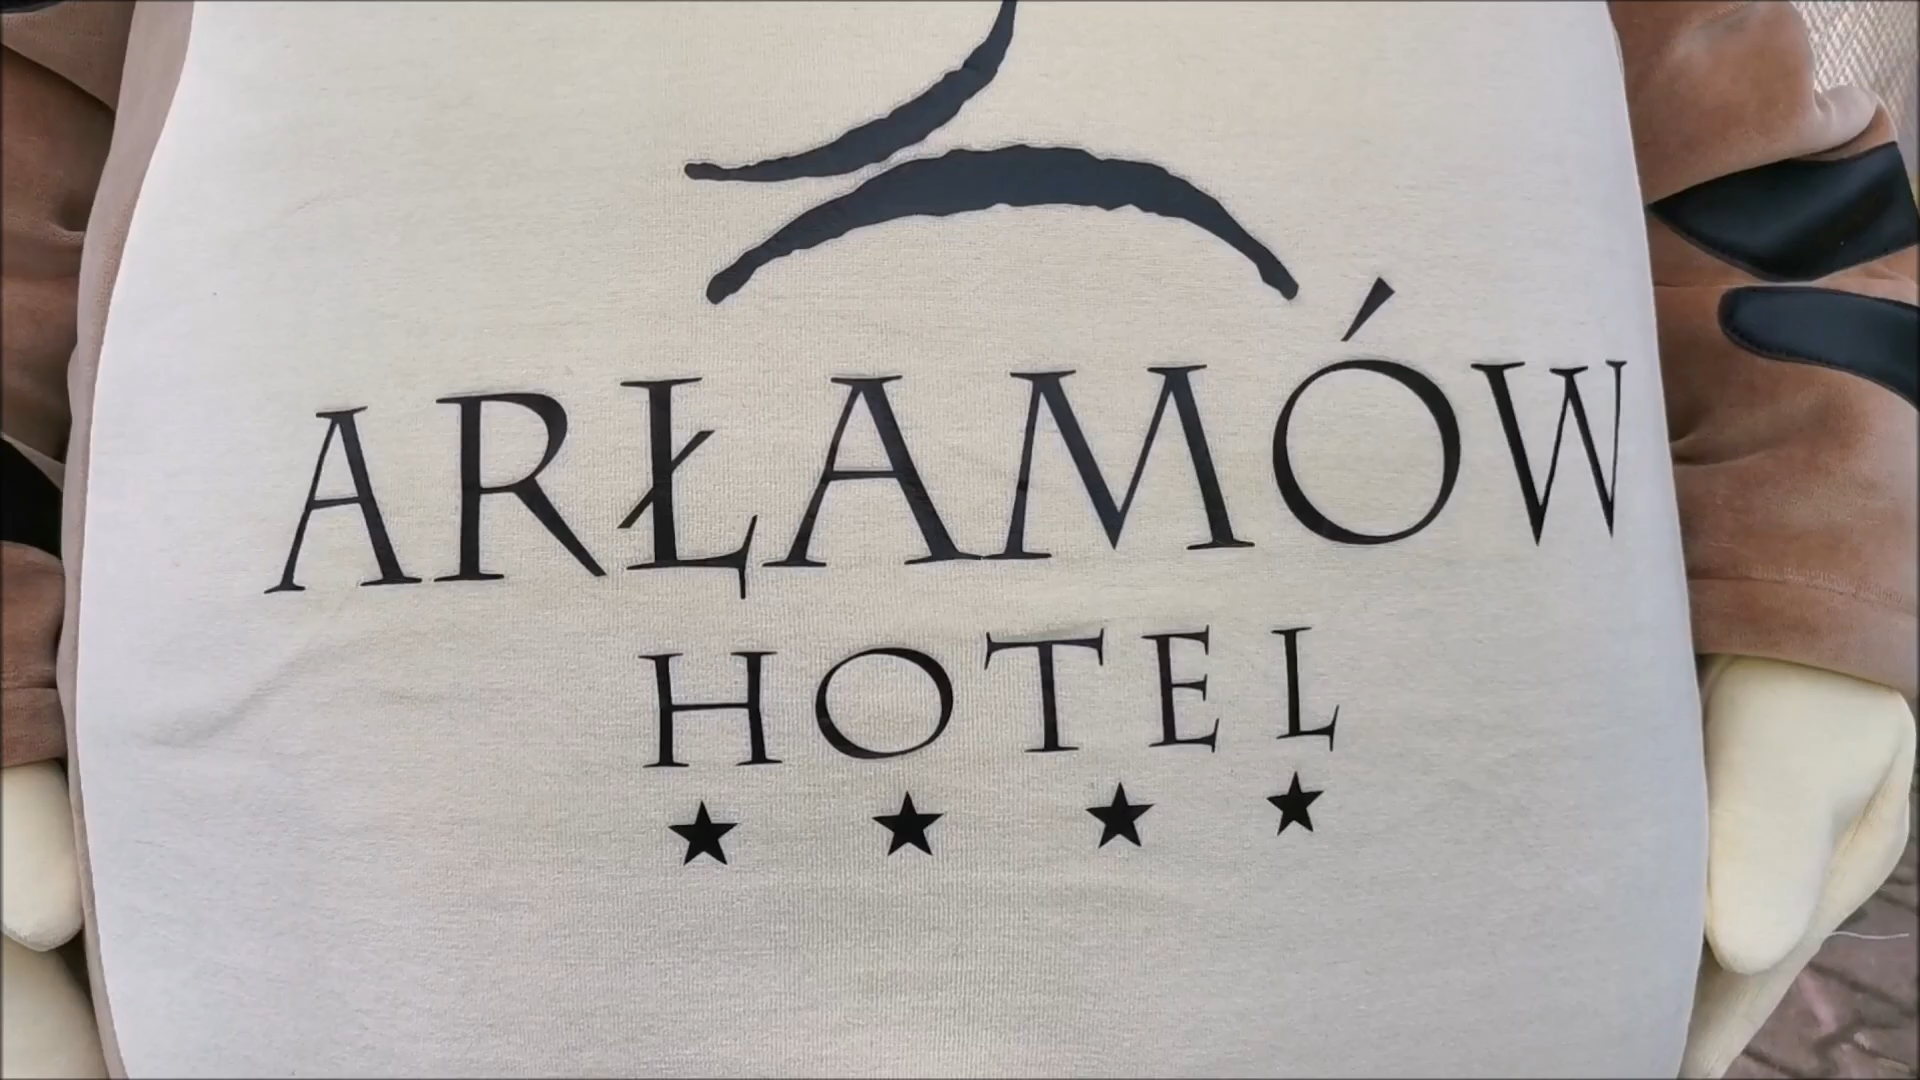 ARŁAMÓW
HOTEL
★ ★ ★ ★